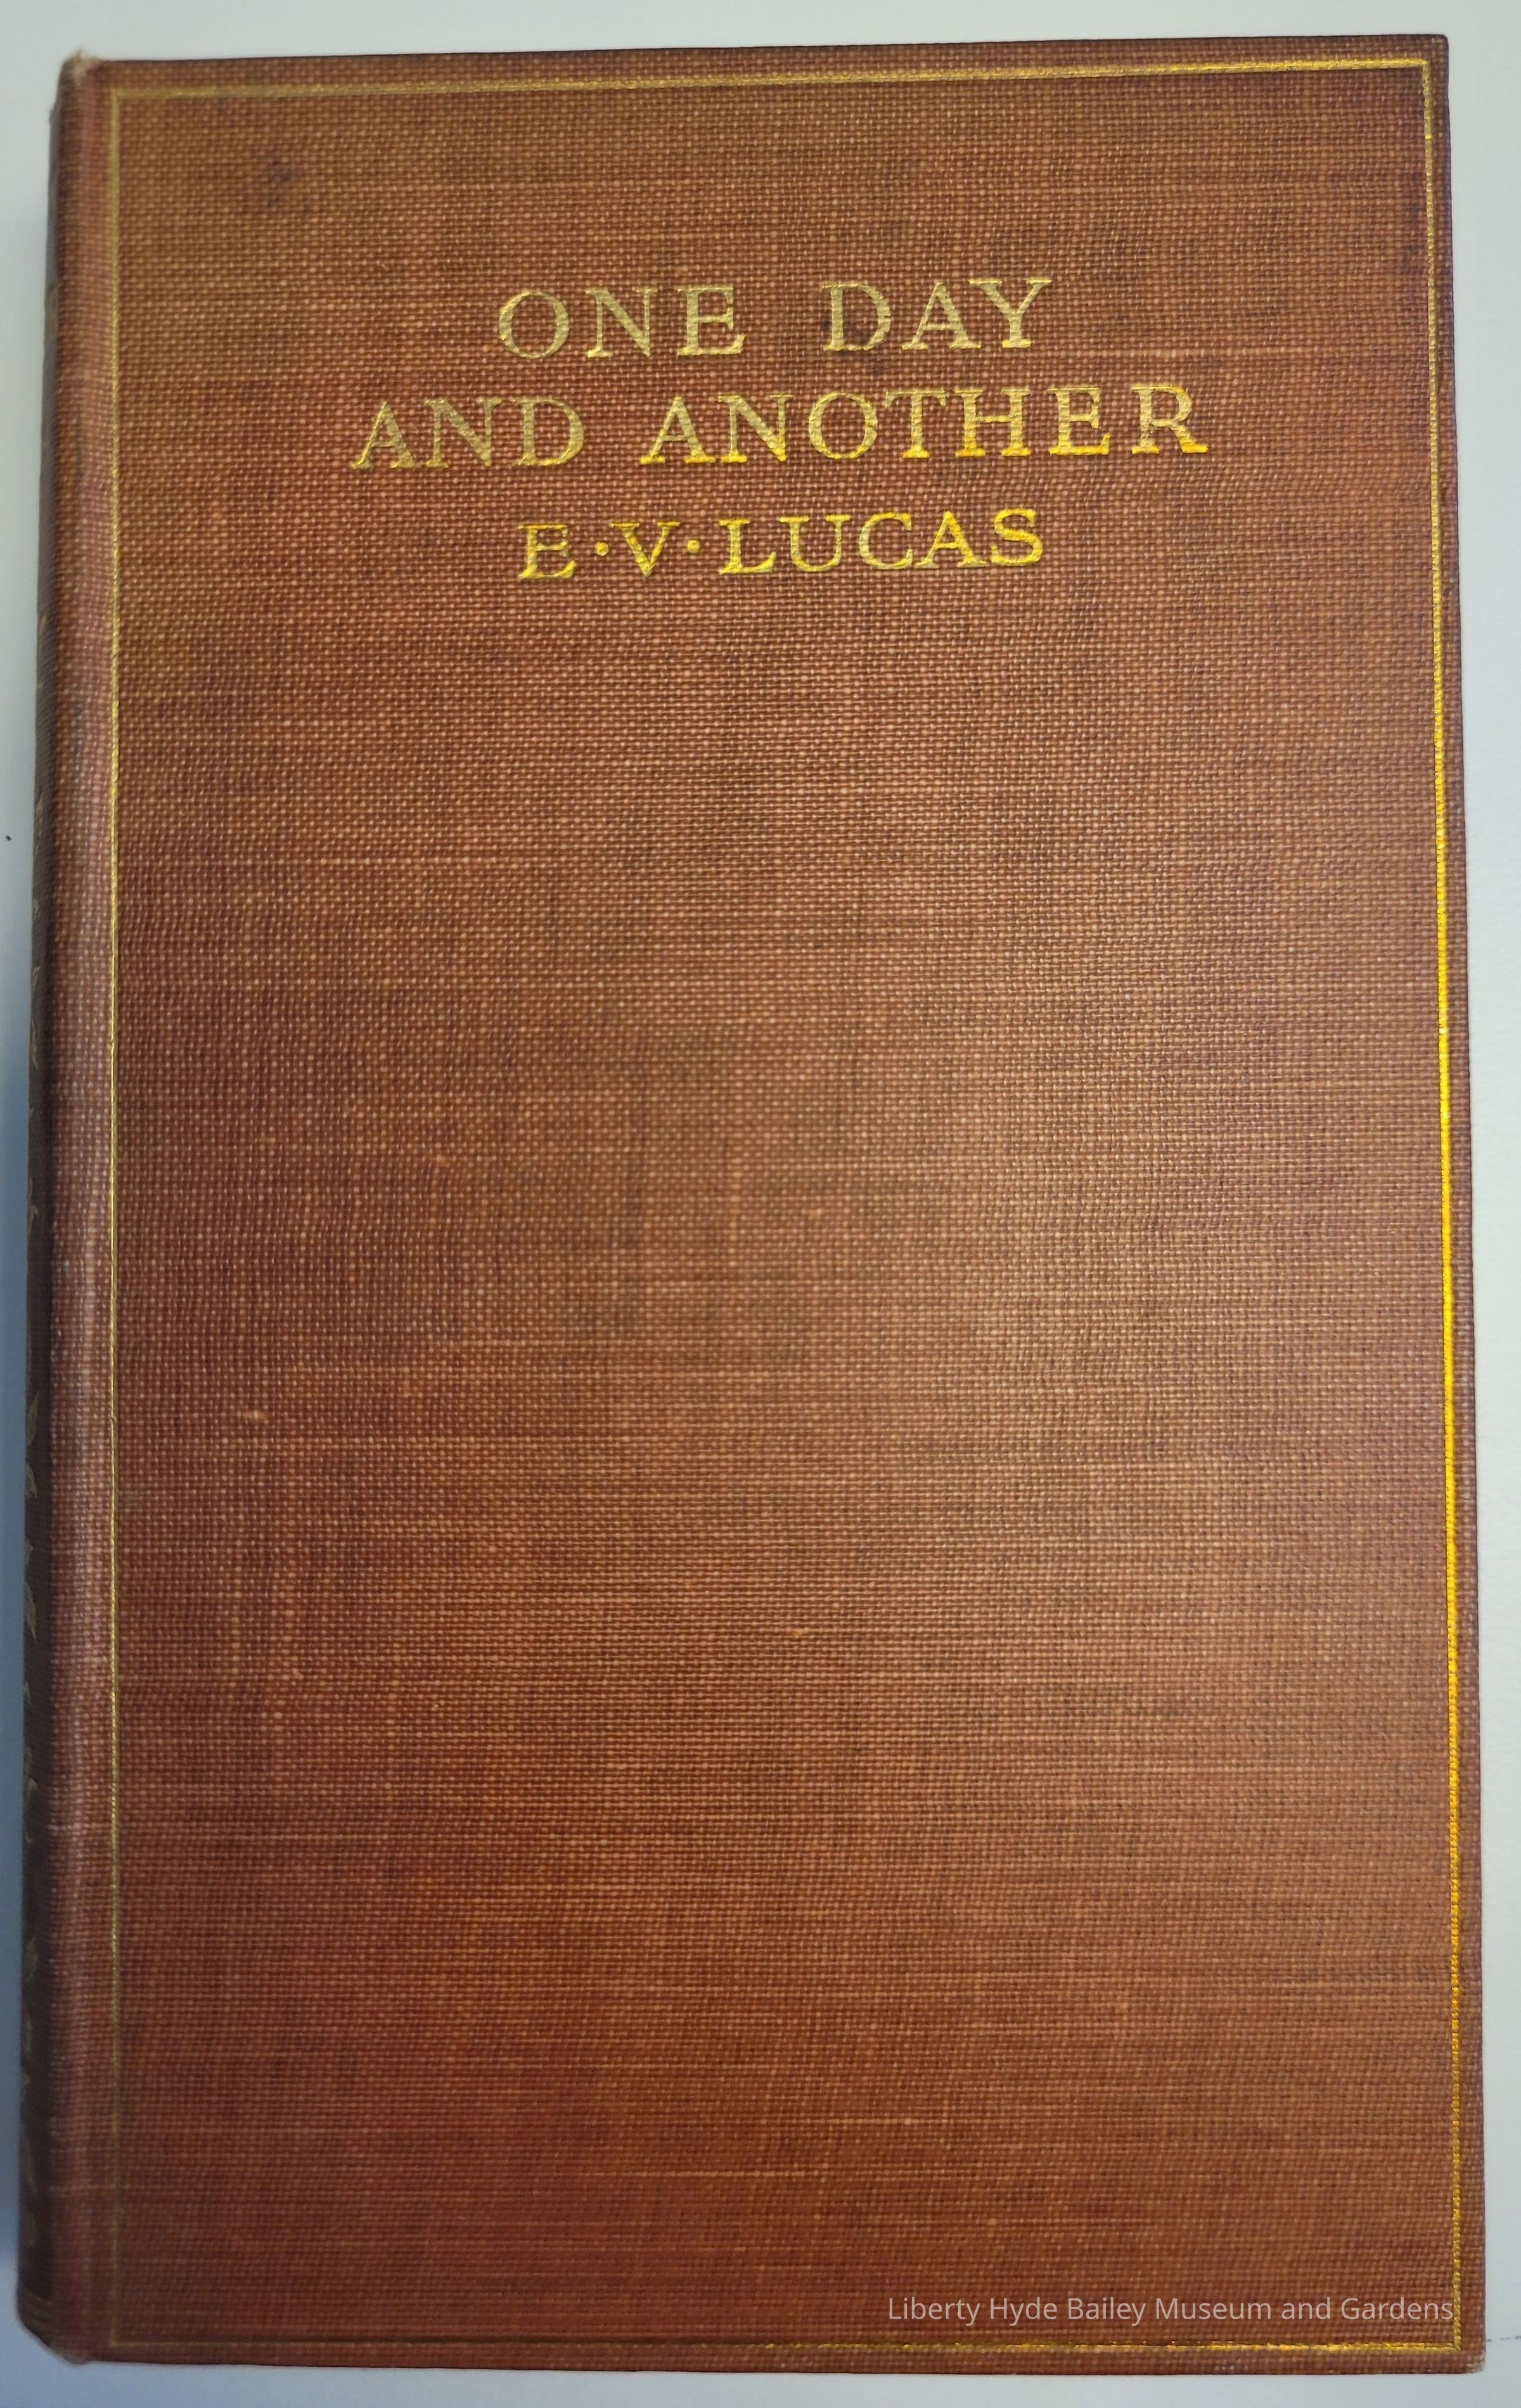 ONE DAY
AND ANOTHER
E·V·LUCAS
Liberty Hyde Bailey Museum and Gardens